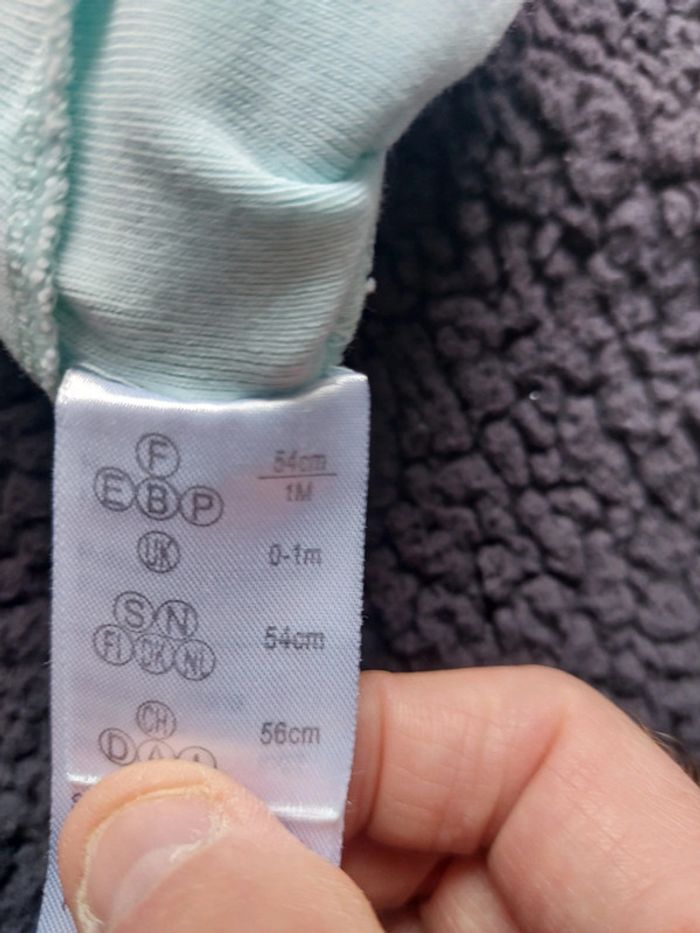 F
54cm
E B P
1M
UK 0-1m
S N
FI DK NL 54cm
CH 56cm
D A